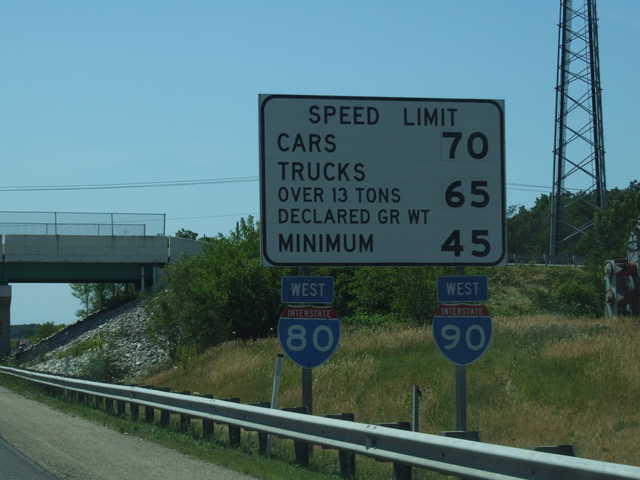 SPEED LIMIT
CARS 70
TRUCKS
OVER 13 TONS 65
DECLARED GR WT
MINIMUM 45
WEST WEST
INTERSTATE INTERSTATE
80 90